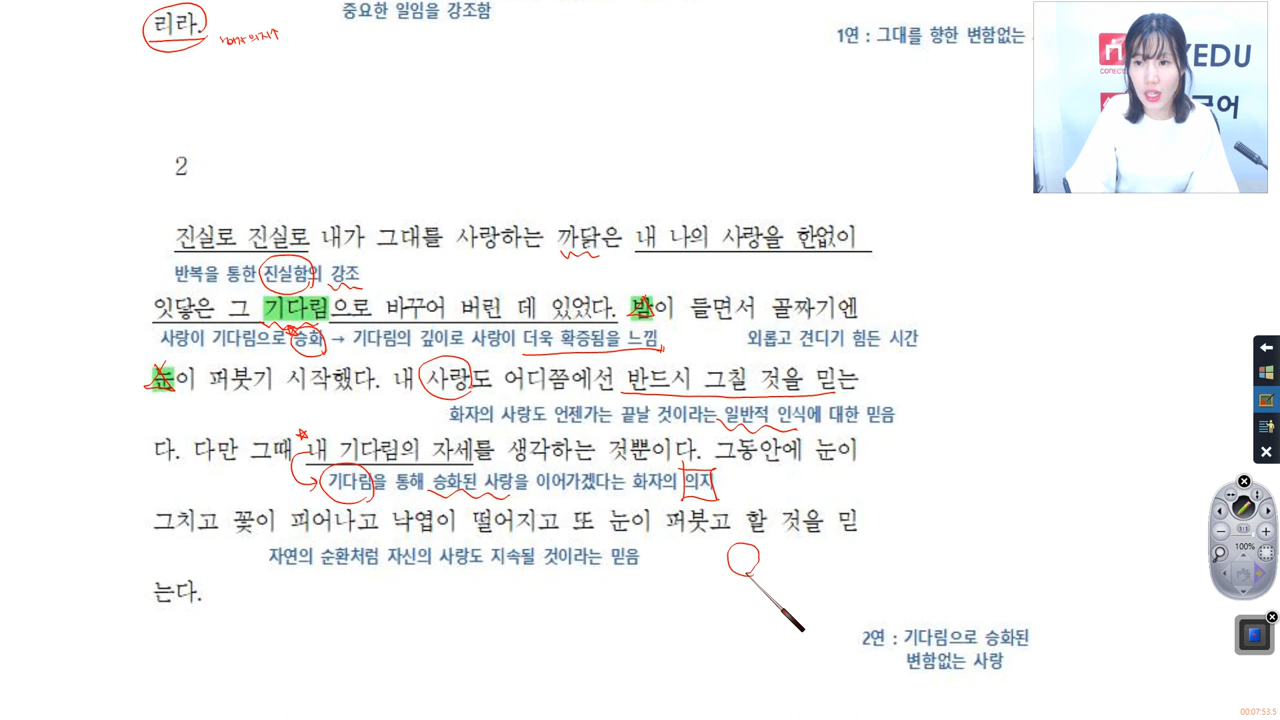 중요한 일임을 강조함
리라.
1연 : 그대를 향한 변함없는
YEDU
2
진실로 진실로 내가 그대를 사랑하는 까닭은 내 나의 사랑을 한없이
반복을 통한 진실함의 강조
잇닿은 그 기다림으로 바꾸어 버린 데 있었다. 밤이 들면서 골짜기엔
사랑이 기다림으로 승화 → 기다림의 깊이로 사랑이 더욱 확증됨을 느낌
외롭고 견디기 힘든 시간
눈이 퍼붓기 시작했다. 내 사랑도 어디쯤에선 반드시 그칠 것을 믿는
화자의 사랑도 언젠가는 끝날 것이라는 일반적 인식에 대한 믿음
다. 다만 그때 내 기다림의 자세를 생각하는 것뿐이다. 그동안에 눈이
기다림을 통해 승화된 사랑을 이어가겠다는 화자의 의지
그치고 꽃이 피어나고 낙엽이 떨어지고 또 눈이 퍼붓고 할 것을 믿
자연의 순환처럼 자신의 사랑도 지속될 것이라는 믿음
는다.
2연 : 기다림으로 승화된
변함없는 사랑
100%
00:07:53.5